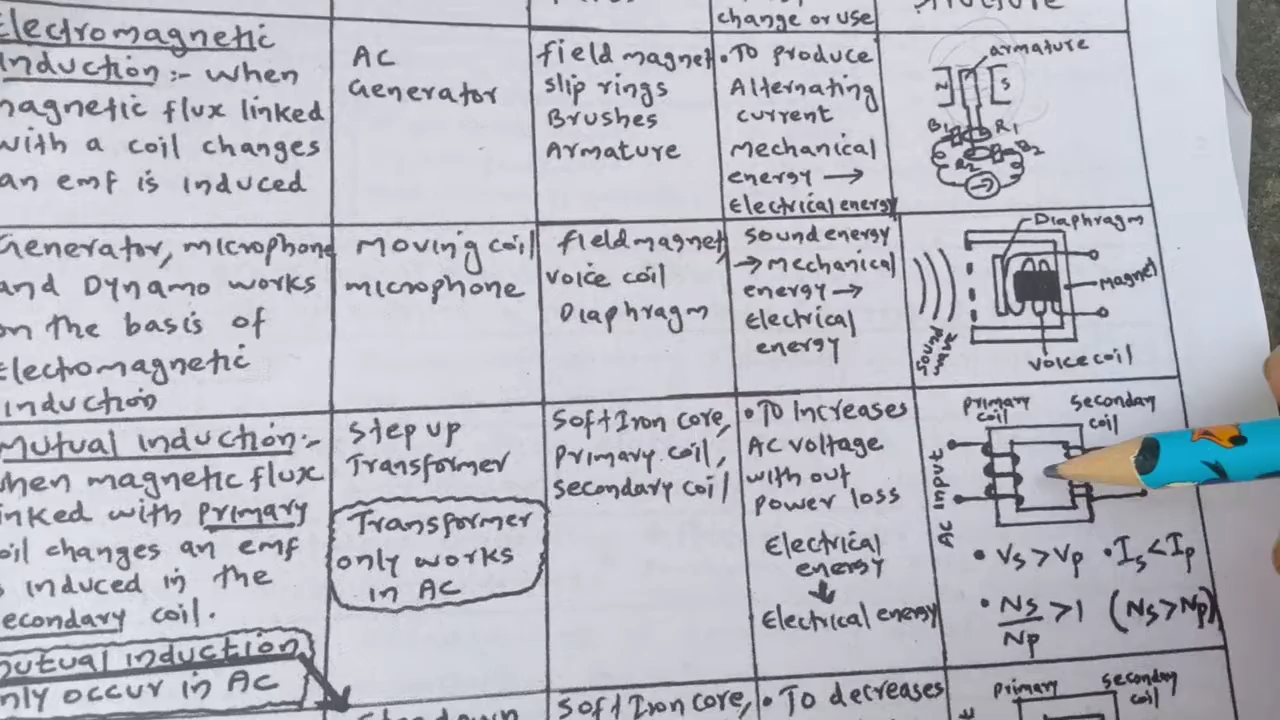 change or use
Structure
Electromagnetic
Induction:- when
magnetic flux linked
with a coil changes
an emf is induced
AC
Generator
field magnet
slip rings
Brushes
Armature
• To produce
Alternating
current
Mechanical
energy →
Electrical energy
armature
N
S
B1
R1
B2
R2
Generator, microphone
and Dynamo works
on the basis of
Electromagnetic
induction
Moving coil
microphone
field magnet,
voice coil
Diaphragm
Sound energy
→ mechanical
energy →
Electrical
energy
Diaphragm
Magnet
Sound
wave
voice coil
Mutual induction:-
when magnetic flux
linked with primary
coil changes an emf
is induced in the
secondary coil.
mutual induction
only occur in AC
Step up
Transformer
Transformer
only works
in AC
Soft Iron core,
primary coil,
secondary coil
• To Increases
AC voltage
with out
power loss
Electrical
energy
↓
Electrical energy
primary
coil
seconday
coil
AC input
• Vs > Vp • Is < Ip
• Ns/Np > 1 (Ns > Np)
Soft Iron core,
• To decreases
primary
seconday
coil